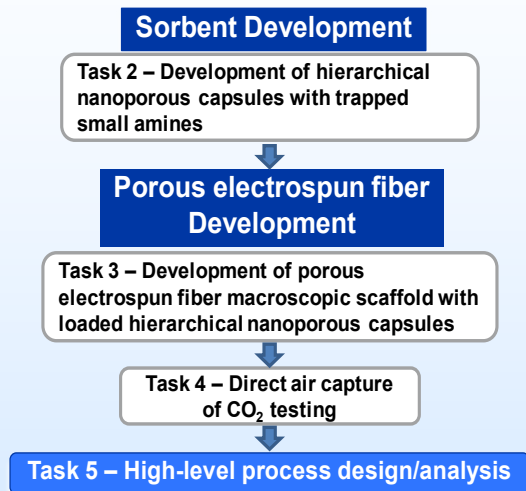 Sorbent Development
Task 2 – Development of hierarchical
nanoporous capsules with trapped
small amines
Porous electrospun fiber
Development
Task 3 – Development of porous
electrospun fiber macroscopic scaffold with
loaded hierarchical nanoporous capsules
Task 4 – Direct air capture
of CO₂ testing
Task 5 – High-level process design/analysis